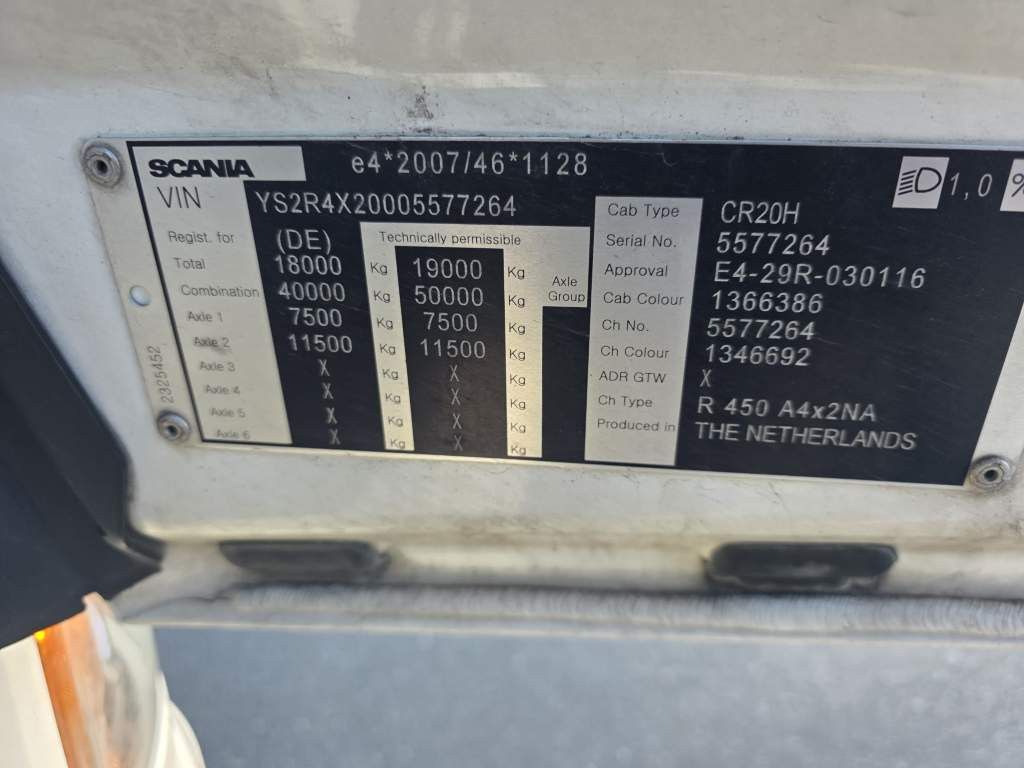 SCANIA e4*2007/46*1128
VIN YS2R4X20005577264
1,0 %
Regist. for (DE) Technically permissible
Total 18000 Kg 19000 Kg Axle Group
Combination 40000 Kg 50000 Kg
Axle 1 7500 Kg 7500 Kg
Axle 2 11500 Kg 11500 Kg
Axle 3 X Kg X Kg
Axle 4 X Kg X Kg
Axle 5 X Kg X Kg
Axle 6 X Kg X Kg
2325452
Cab Type CR20H
Serial No. 5577264
Approval E4-29R-030116
Cab Colour 1366386
Ch No. 5577264
Ch Colour 1346692
ADR GTW X
Ch Type R 450 A4x2NA
Produced in THE NETHERLANDS